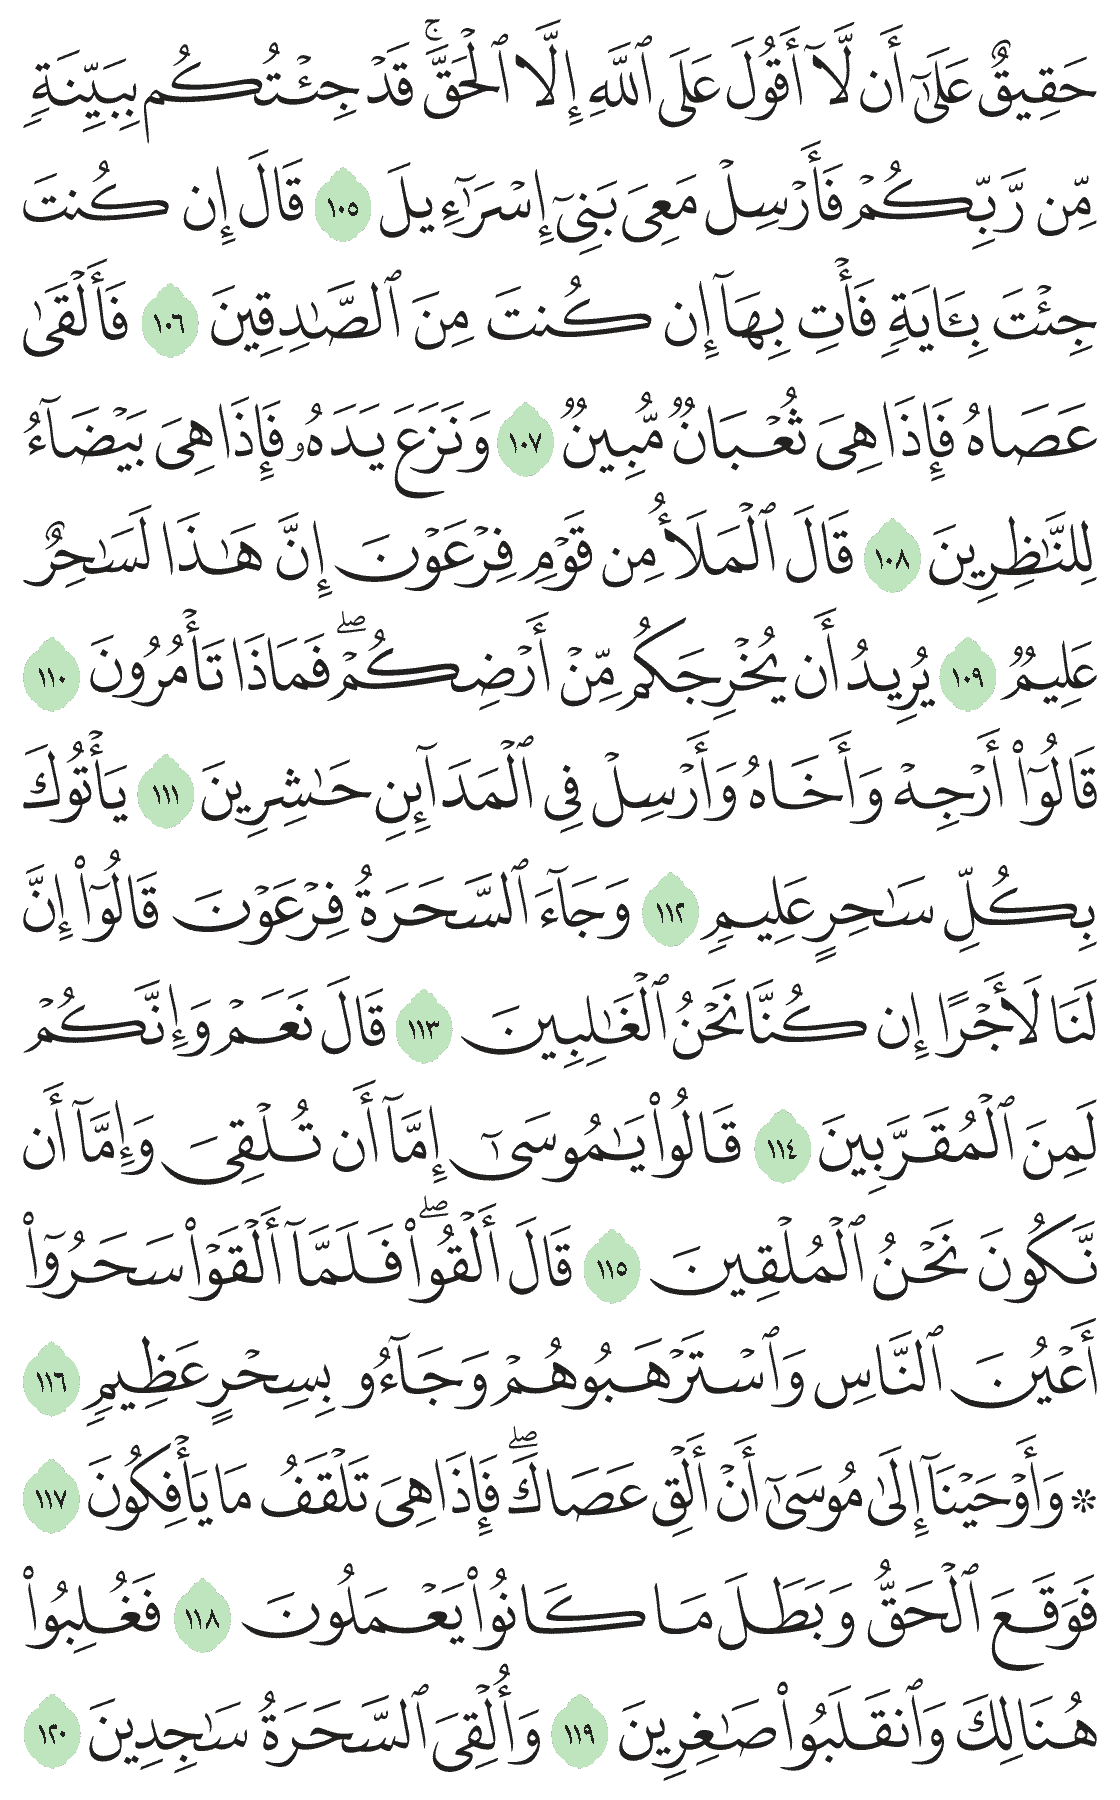 حَقِيقٌ عَلَىٰٓ أَن لَّآ أَقُولَ عَلَى ٱللَّهِ إِلَّا ٱلْحَقَّۚ قَدْ جِئْتُكُم بِبَيِّنَةٍ
مِّن رَّبِّكُمْ فَأَرْسِلْ مَعِىَ بَنِىٓ إِسْرَٰٓءِيلَ ١٠٥ قَالَ إِن كُنتَ
جِئْتَ بِـَٔايَةٍ فَأْتِ بِهَآ إِن كُنتَ مِنَ ٱلصَّٰدِقِينَ ١٠٦ فَأَلْقَىٰ
عَصَاهُ فَإِذَا هِىَ ثُعْبَانٌ مُّبِينٌ ١٠٧ وَنَزَعَ يَدَهُۥ فَإِذَا هِىَ بَيْضَآءُ
لِلنَّٰظِرِينَ ١٠٨ قَالَ ٱلْمَلَأُ مِن قَوْمِ فِرْعَوْنَ إِنَّ هَٰذَا لَسَٰحِرٌ
عَلِيمٌ ١٠٩ يُرِيدُ أَن يُخْرِجَكُم مِّنْ أَرْضِكُمْۖ فَمَاذَا تَأْمُرُونَ ١١٠
قَالُوٓا۟ أَرْجِهْ وَأَخَاهُ وَأَرْسِلْ فِى ٱلْمَدَآئِنِ حَٰشِرِينَ ١١١ يَأْتُوكَ
بِكُلِّ سَٰحِرٍ عَلِيمٍ ١١٢ وَجَآءَ ٱلسَّحَرَةُ فِرْعَوْنَ قَالُوٓا۟ إِنَّ
لَنَا لَأَجْرًا إِن كُنَّا نَحْنُ ٱلْغَٰلِبِينَ ١١٣ قَالَ نَعَمْ وَإِنَّكُمْ
لَمِنَ ٱلْمُقَرَّبِينَ ١١٤ قَالُوا۟ يَٰمُوسَىٰٓ إِمَّآ أَن تُلْقِىَ وَإِمَّآ أَن
نَّكُونَ نَحْنُ ٱلْمُلْقِينَ ١١٥ قَالَ أَلْقُوا۟ۖ فَلَمَّآ أَلْقَوْا۟ سَحَرُوٓا۟
أَعْيُنَ ٱلنَّاسِ وَٱسْتَرْهَبُوهُمْ وَجَآءُو بِسِحْرٍ عَظِيمٍ ١١٦
* وَأَوْحَيْنَآ إِلَىٰ مُوسَىٰٓ أَنْ أَلْقِ عَصَاكَۖ فَإِذَا هِىَ تَلْقَفُ مَا يَأْفِكُونَ ١١٧
فَوَقَعَ ٱلْحَقُّ وَبَطَلَ مَا كَانُوا۟ يَعْمَلُونَ ١١٨ فَغُلِبُوا۟
هُنَالِكَ وَٱنقَلَبُوا۟ صَٰغِرِينَ ١١٩ وَأُلْقِىَ ٱلسَّحَرَةُ سَٰجِدِينَ ١٢٠